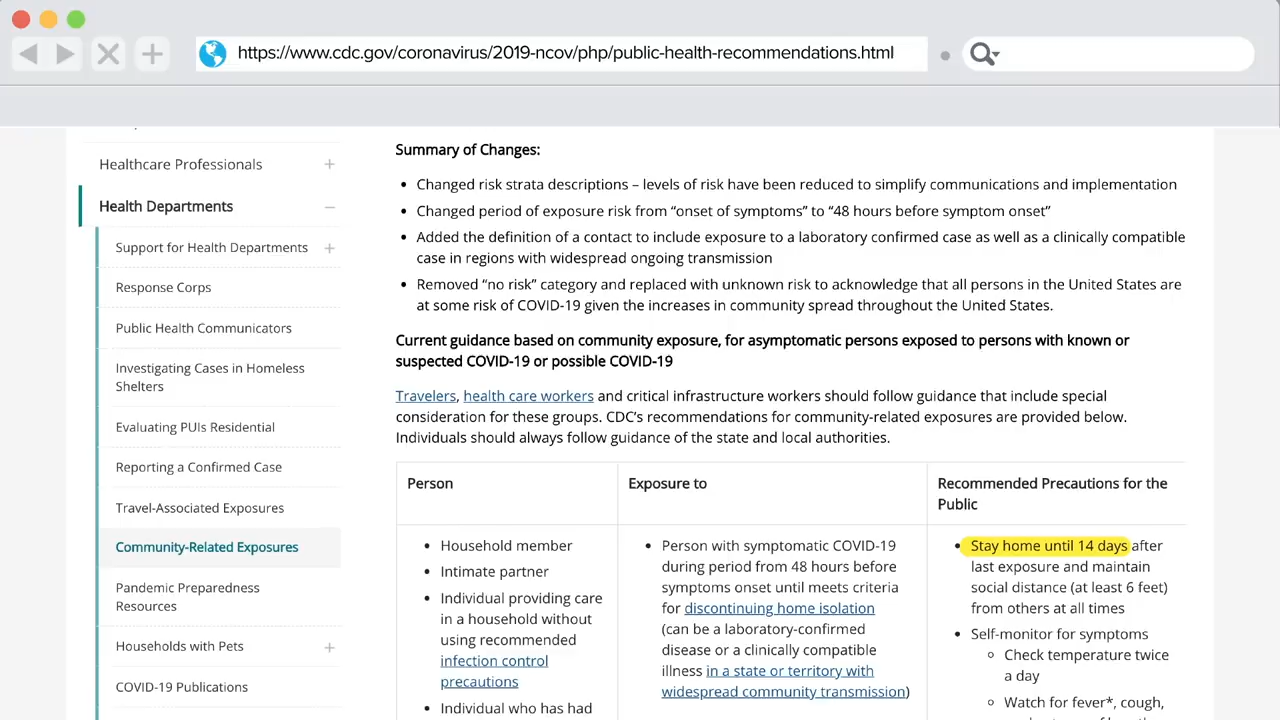 https://www.cdc.gov/coronavirus/2019-ncov/php/public-health-recommendations.html
Healthcare Professionals +
Health Departments –
Support for Health Departments +
Response Corps
Public Health Communicators
Investigating Cases in Homeless
Shelters
Evaluating PUIs Residential
Reporting a Confirmed Case
Travel-Associated Exposures
Community-Related Exposures
Pandemic Preparedness
Resources
Households with Pets +
COVID-19 Publications
Summary of Changes:
• Changed risk strata descriptions – levels of risk have been reduced to simplify communications and implementation
• Changed period of exposure risk from “onset of symptoms” to “48 hours before symptom onset”
• Added the definition of a contact to include exposure to a laboratory confirmed case as well as a clinically compatible
case in regions with widespread ongoing transmission
• Removed “no risk” category and replaced with unknown risk to acknowledge that all persons in the United States are
at some risk of COVID-19 given the increases in community spread throughout the United States.
Current guidance based on community exposure, for asymptomatic persons exposed to persons with known or
suspected COVID-19 or possible COVID-19
Travelers, health care workers and critical infrastructure workers should follow guidance that include special
consideration for these groups. CDC’s recommendations for community-related exposures are provided below.
Individuals should always follow guidance of the state and local authorities.
Person
Exposure to
Recommended Precautions for the
Public
• Household member
• Intimate partner
• Individual providing care
in a household without
using recommended
infection control
precautions
• Individual who has had
• Person with symptomatic COVID-19
during period from 48 hours before
symptoms onset until meets criteria
for discontinuing home isolation
(can be a laboratory-confirmed
disease or a clinically compatible
illness in a state or territory with
widespread community transmission)
• Stay home until 14 days after
last exposure and maintain
social distance (at least 6 feet)
from others at all times
• Self-monitor for symptoms
◦ Check temperature twice
a day
◦ Watch for fever*, cough,